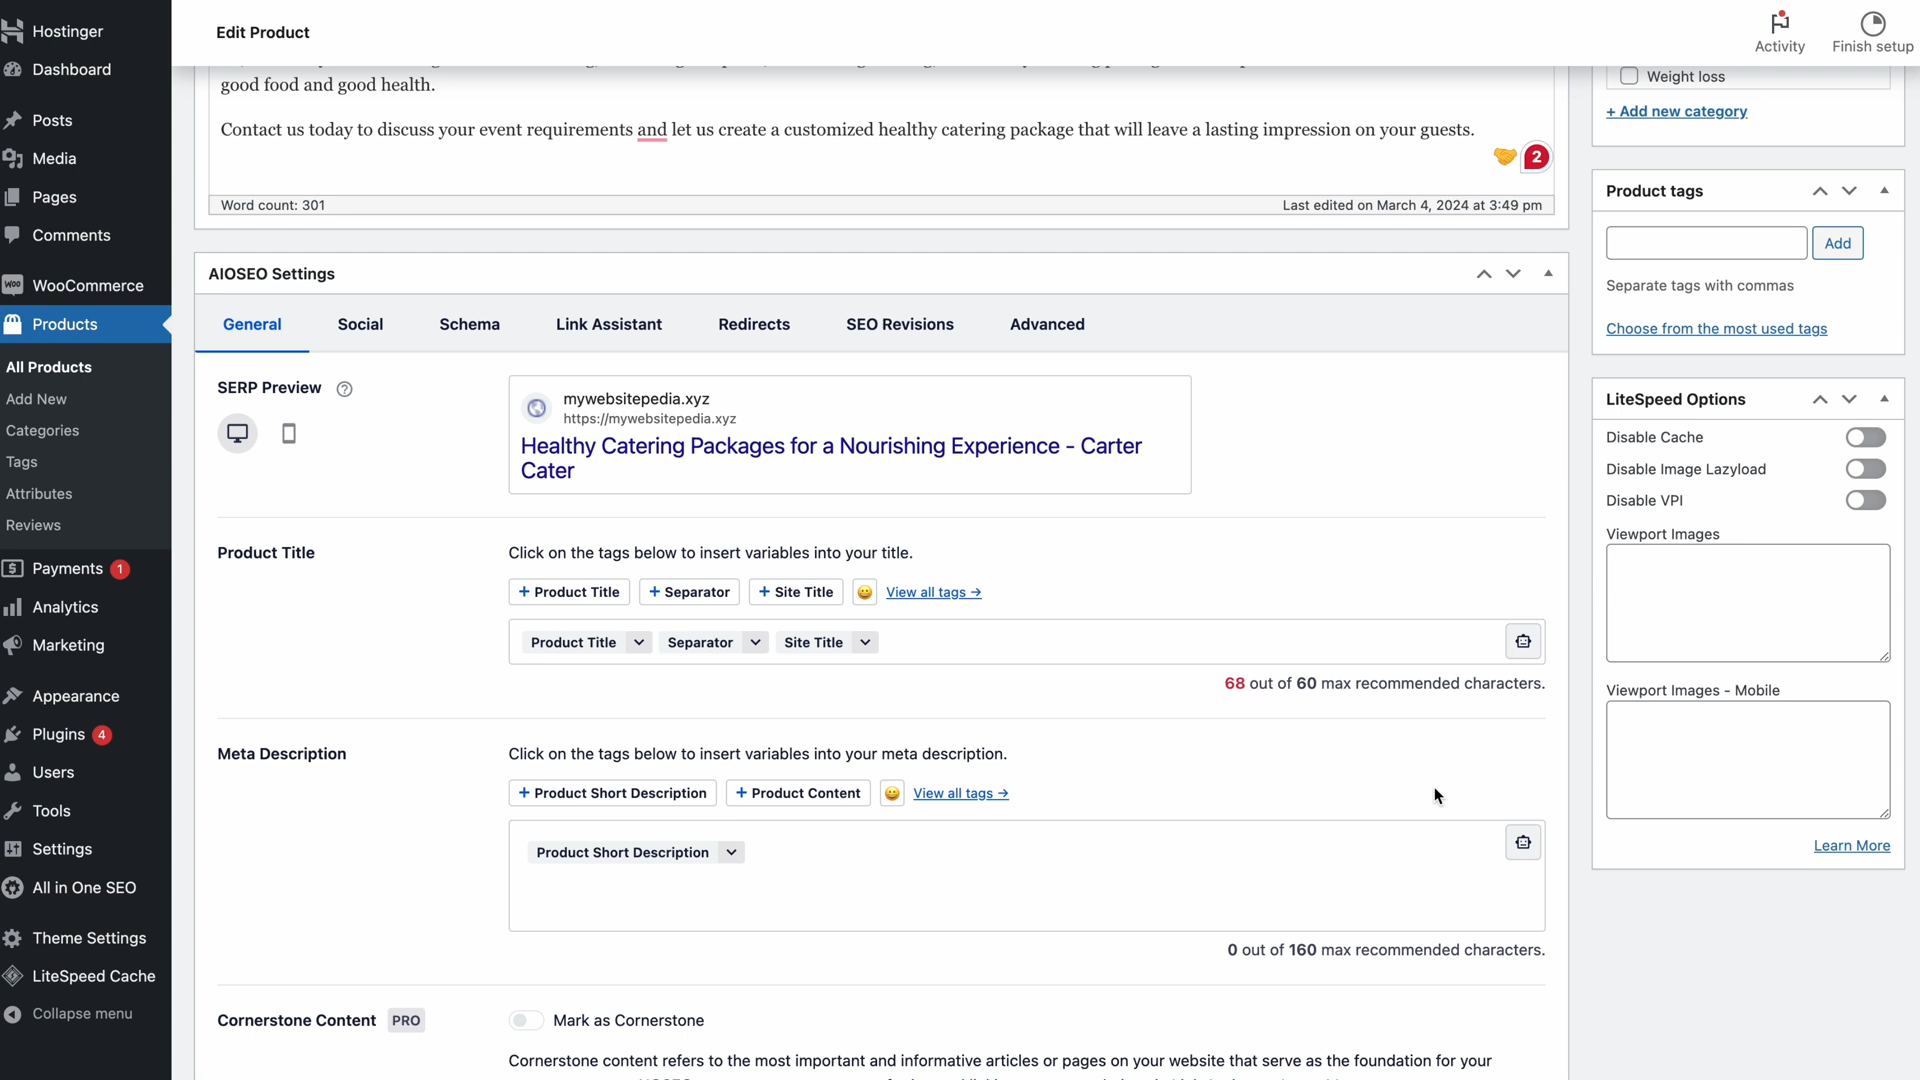 Hostinger
Dashboard
Posts
Media
Pages
Comments
WooCommerce
Products
All Products
Add New
Categories
Tags
Attributes
Reviews
Payments 1
Analytics
Marketing
Appearance
Plugins 4
Users
Tools
Settings
All in One SEO
Theme Settings
LiteSpeed Cache
Collapse menu
Edit Product
Activity
Finish setup
good food and good health.
Contact us today to discuss your event requirements and let us create a customized healthy catering package that will leave a lasting impression on your guests.
2
Word count: 301
Last edited on March 4, 2024 at 3:49 pm
AIOSEO Settings
General Social Schema Link Assistant Redirects SEO Revisions Advanced
SERP Preview ?
mywebsitepedia.xyz
https://mywebsitepedia.xyz
Healthy Catering Packages for a Nourishing Experience - Carter
Cater
Product Title
Click on the tags below to insert variables into your title.
+ Product Title + Separator + Site Title View all tags →
Product Title Separator Site Title
68 out of 60 max recommended characters.
Meta Description
Click on the tags below to insert variables into your meta description.
+ Product Short Description + Product Content View all tags →
Product Short Description
0 out of 160 max recommended characters.
Cornerstone Content PRO
Mark as Cornerstone
Cornerstone content refers to the most important and informative articles or pages on your website that serve as the foundation for your
Weight loss
+ Add new category
Product tags
Add
Separate tags with commas
Choose from the most used tags
LiteSpeed Options
Disable Cache
Disable Image Lazyload
Disable VPI
Viewport Images
Viewport Images - Mobile
Learn More